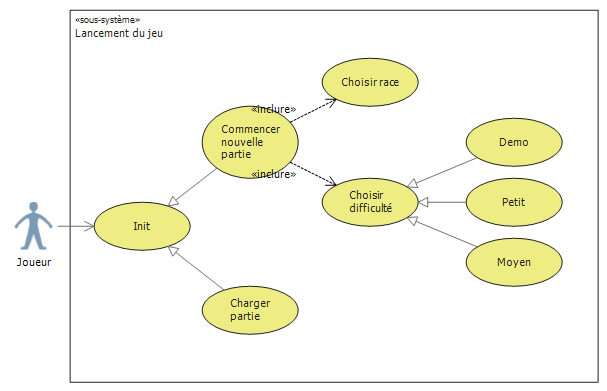 «sous-système»
Lancement du jeu
Choisir race
«inclure»
Commencer
nouvelle
partie
Demo
«inclure»
Choisir
difficulté
Petit
Init
Joueur
Moyen
Charger
partie